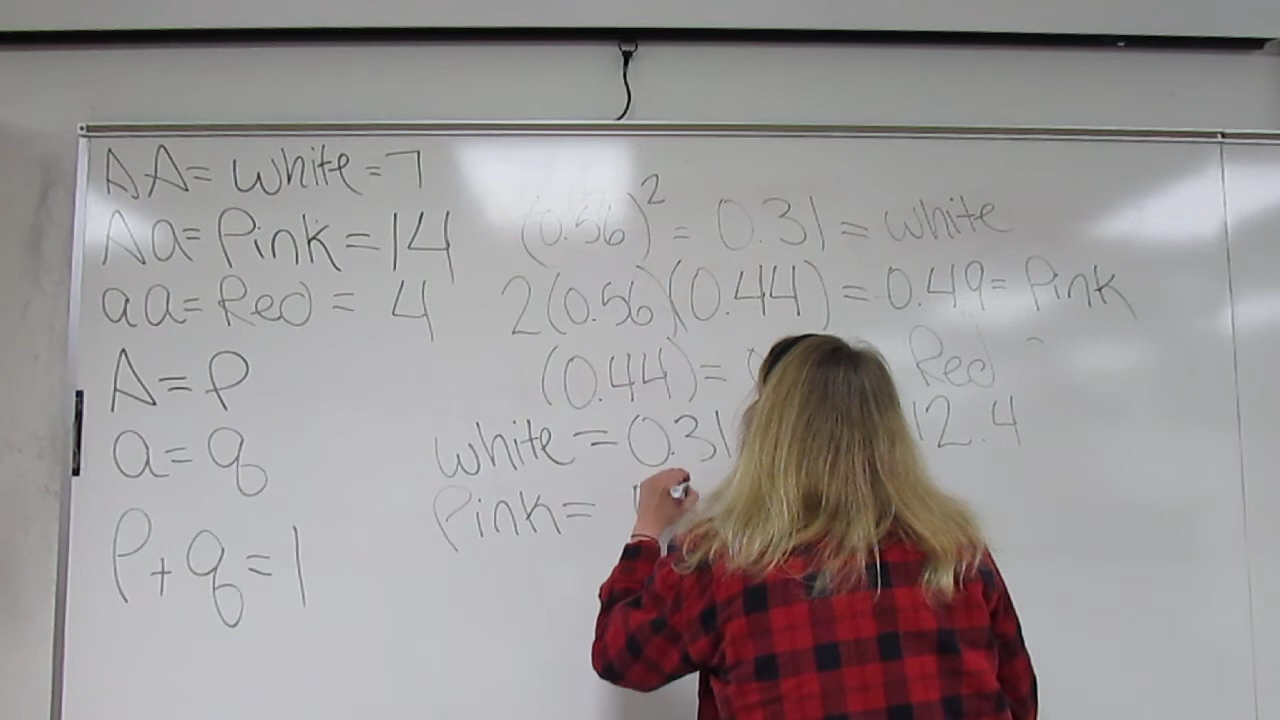 AA = white = 7
Aa = Pink = 14
aa = Red = 4
A = P
a = q
P + q = 1
(0.56)² = 0.31 = white
2(0.56)(0.44) = 0.49 = Pink
(0.44) = Red
white = 0.31 12.4
Pink =